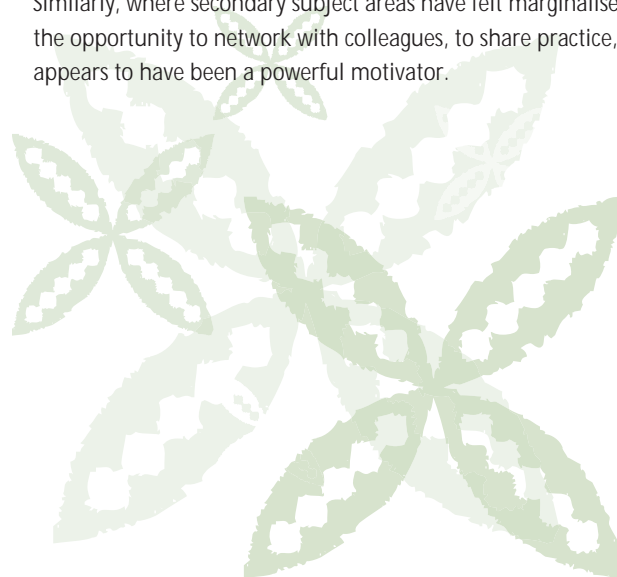 Similarly, where secondary subject areas have felt marginalise
the opportunity to network with colleagues, to share practice,
appears to have been a powerful motivator.